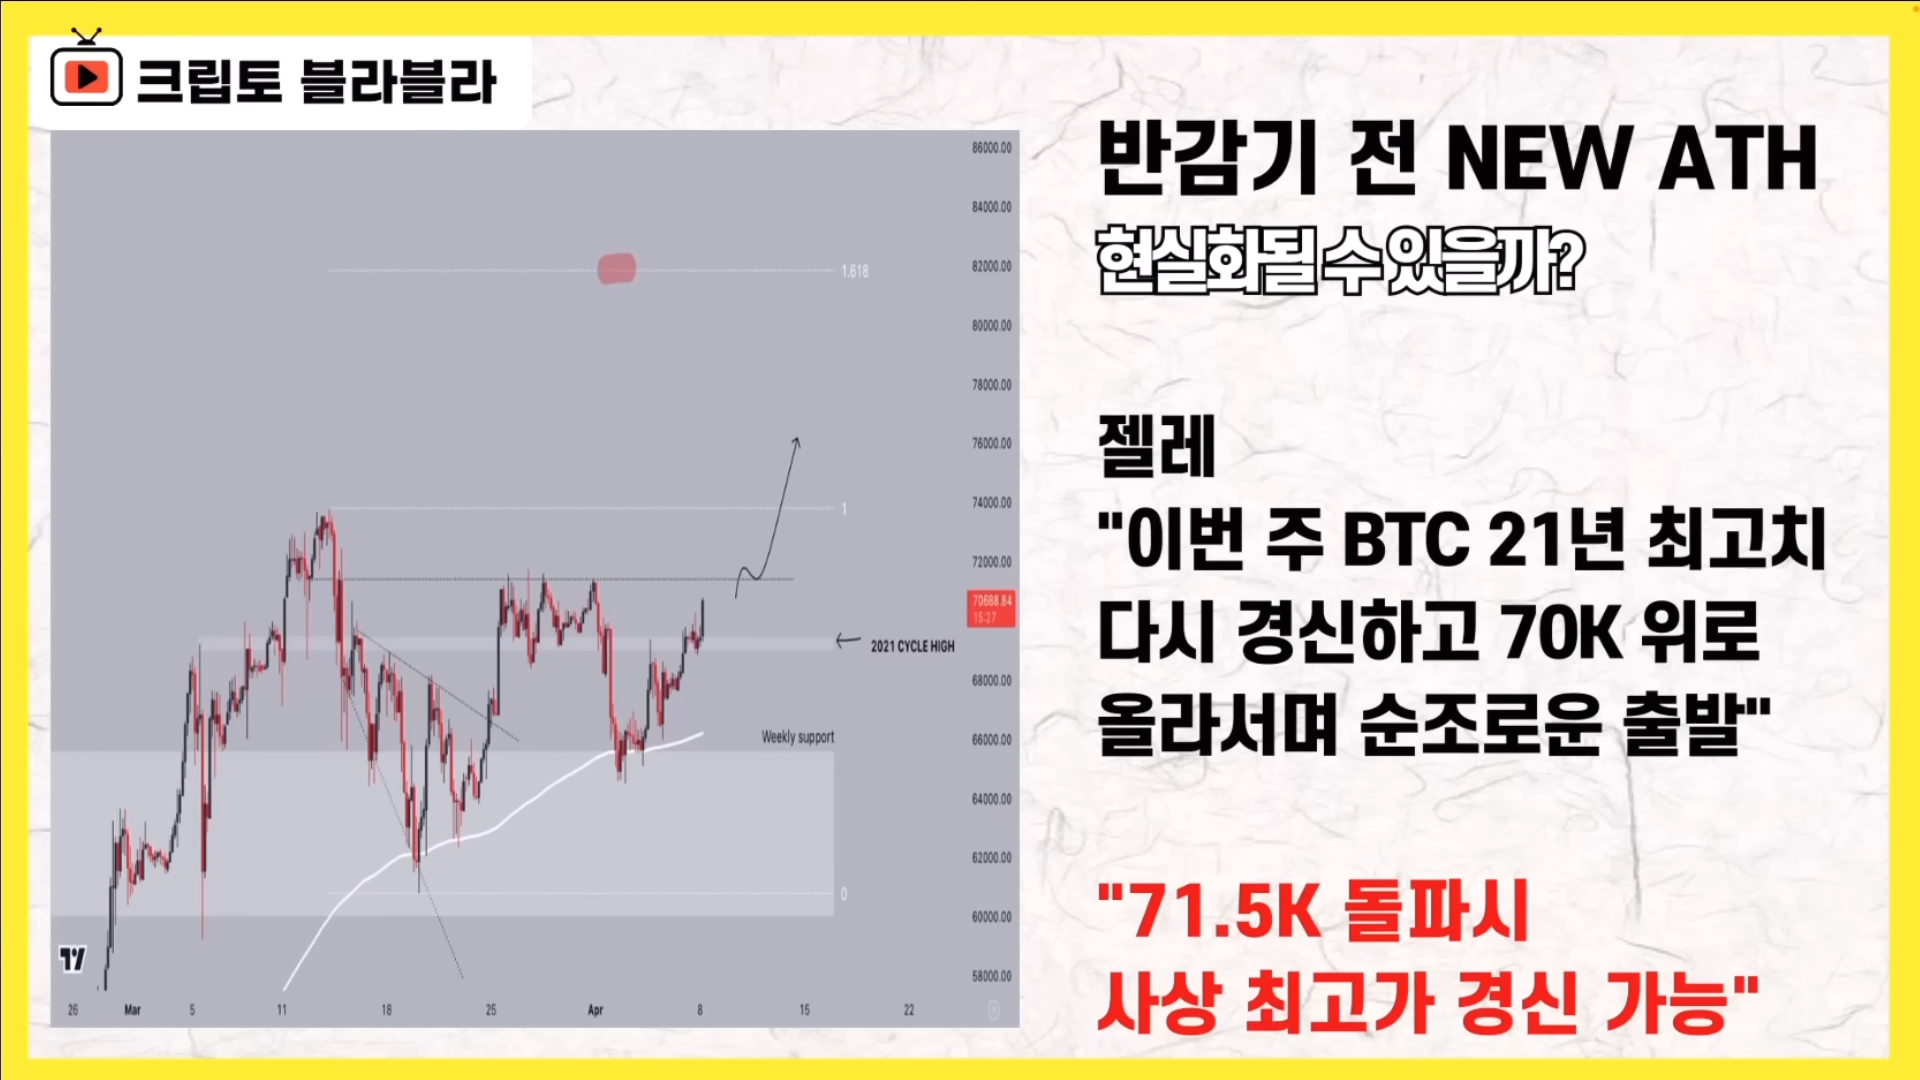 크립토 블라블라
반감기 전 NEW ATH
현실화될 수 있을까?
젤레
"이번 주 BTC 21년 최고치
다시 경신하고 70K 위로
올라서며 순조로운 출발"
"71.5K 돌파시
사상 최고가 경신 가능"
86000.00
84000.00
82000.00
80000.00
78000.00
76000.00
74000.00
72000.00
70688.84
15:27
68000.00
66000.00
64000.00
62000.00
60000.00
58000.00
1.618
1
2021 CYCLE HIGH
Weekly support
0
26 Mar 5 11 18 25 Apr 8 15 22